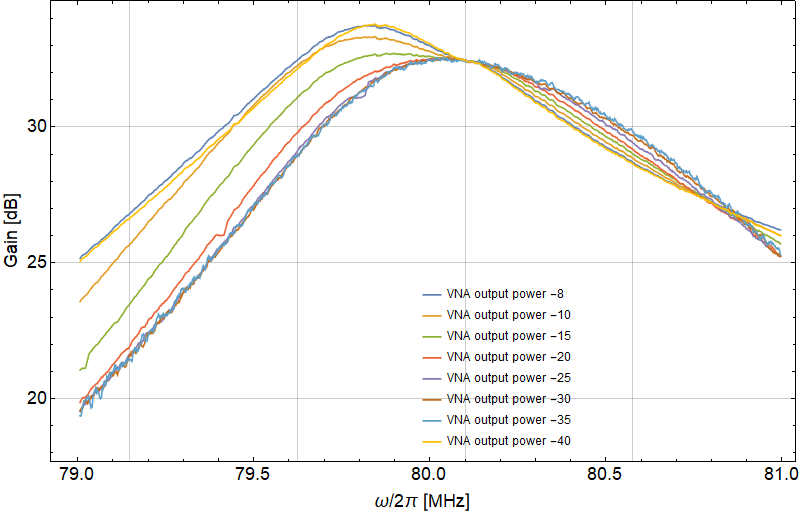 Gain [dB]
30
25
20
VNA output power −8
VNA output power −10
VNA output power −15
VNA output power −20
VNA output power −25
VNA output power −30
VNA output power −35
VNA output power −40
79.0 79.5 80.0 80.5 81.0
ω/2π [MHz]